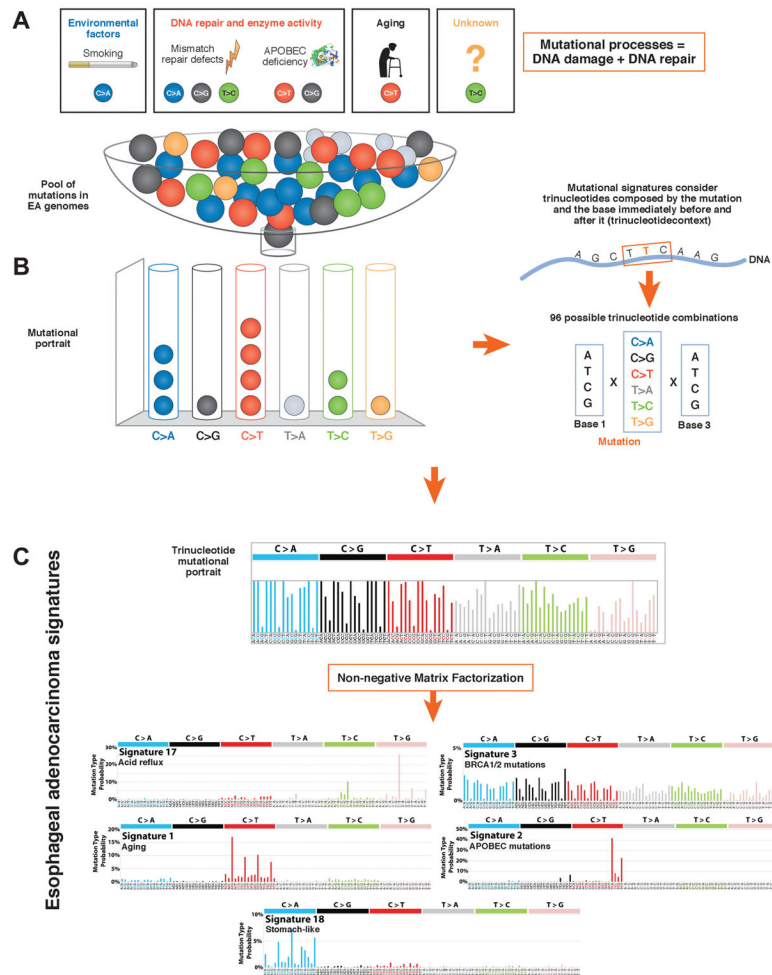 A
Environmental
factors
Smoking
C>A
DNA repair and enzyme activity
Mismatch
repair defects
C>A
C>G
T>C
APOBEC
deficiency
C>T
C>G
Aging
C>T
Unknown
?
T>C
Mutational processes =
DNA damage + DNA repair
Pool of
mutations in
EA genomes
Mutational signatures consider
trinucleotides composed by the mutation
and the base immediately before and
after it (trinucleotidecontext)
A G C T T C A A G
DNA
B
Mutational
portrait
C>A C>G C>T T>A T>C T>G
96 possible trinucleotide combinations
A
T
C
G
Base 1
X
C>A
C>G
C>T
T>A
T>C
T>G
Mutation
X
A
T
C
G
Base 3
C
Esophageal adenocarcinoma signatures
Trinucleotide
mutational
portrait
C > A C > G C > T T > A T > C T > G
Non-negative Matrix Factorization
C > A C > G C > T T > A T > C T > G
Signature 17
Acid reflux
Mutation Type
Probability
30%
20%
10%
0%
C > A C > G C > T T > A T > C T > G
Signature 3
BRCA1/2 mutations
Mutation Type
Probability
5%
0%
C > A C > G C > T T > A T > C T > G
Signature 1
Aging
Mutation Type
Probability
20%
15%
10%
5%
0%
C > A C > G C > T T > A T > C T > G
Signature 2
APOBEC mutations
Mutation Type
Probability
50%
40%
30%
20%
10%
0%
C > A C > G C > T T > A T > C T > G
Signature 18
Stomach-like
Mutation Type
Probability
10%
5%
0%